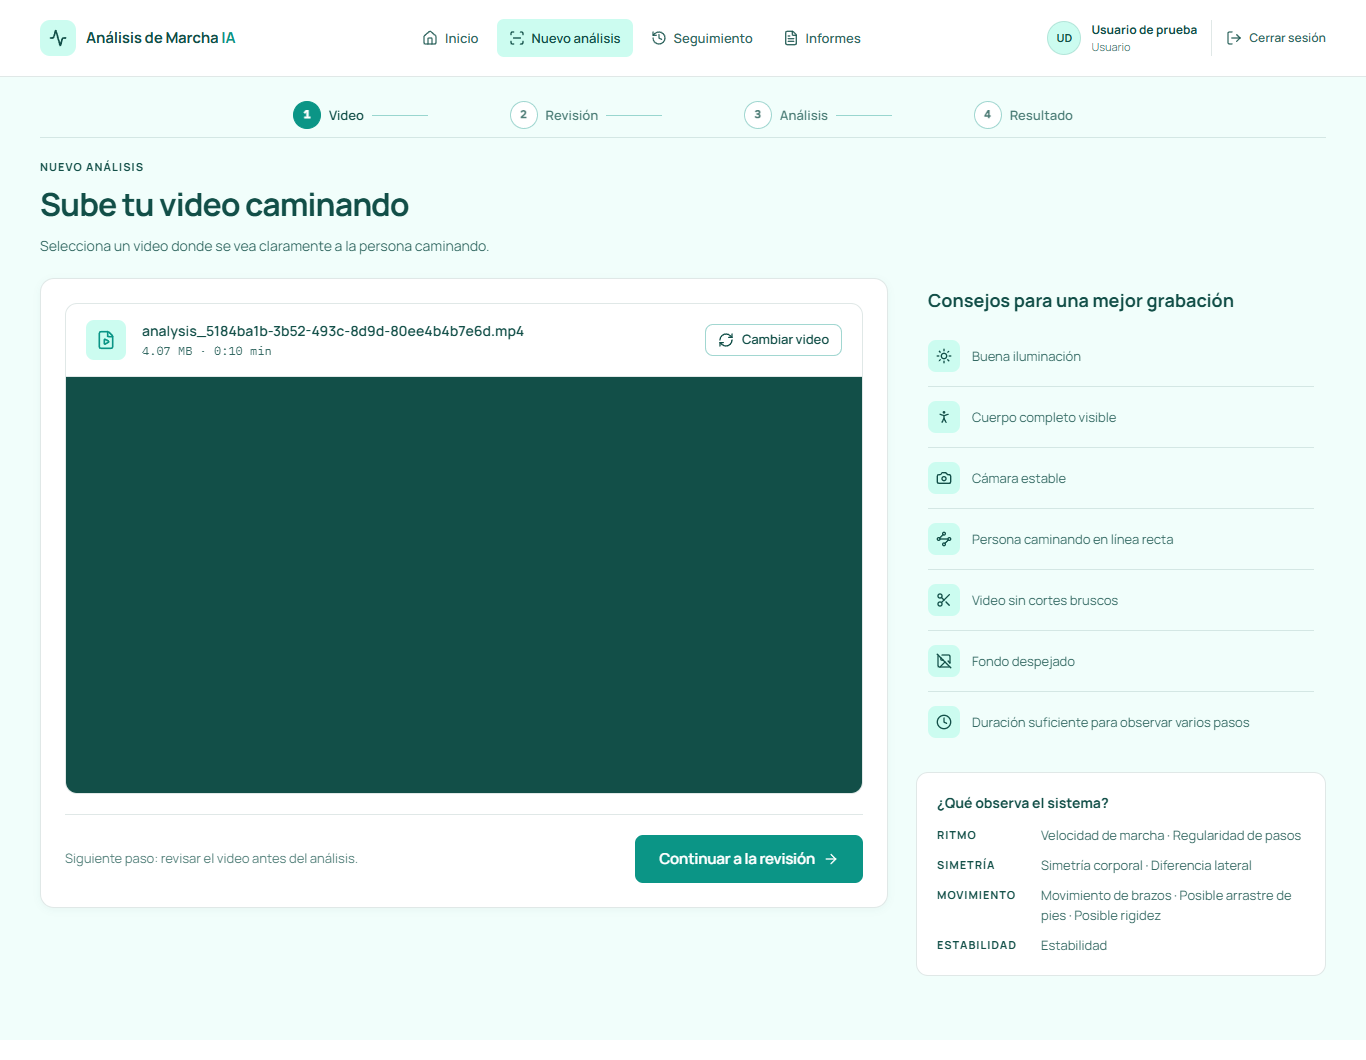 Análisis de Marcha IA
Inicio
Nuevo análisis
Seguimiento
Informes
UD
Usuario de prueba
Usuario
Cerrar sesión
1 Video
2 Revisión
3 Análisis
4 Resultado
NUEVO ANÁLISIS
Sube tu video caminando
Selecciona un video donde se vea claramente a la persona caminando.
analysis_5184ba1b-3b52-493c-8d9d-80ee4b4b7e6d.mp4
4.07 MB · 0:10 min
Cambiar video
Siguiente paso: revisar el video antes del análisis.
Continuar a la revisión
Consejos para una mejor grabación
Buena iluminación
Cuerpo completo visible
Cámara estable
Persona caminando en línea recta
Video sin cortes bruscos
Fondo despejado
Duración suficiente para observar varios pasos
¿Qué observa el sistema?
RITMO Velocidad de marcha · Regularidad de pasos
SIMETRÍA Simetría corporal · Diferencia lateral
MOVIMIENTO Movimiento de brazos · Posible arrastre de
pies · Posible rigidez
ESTABILIDAD Estabilidad